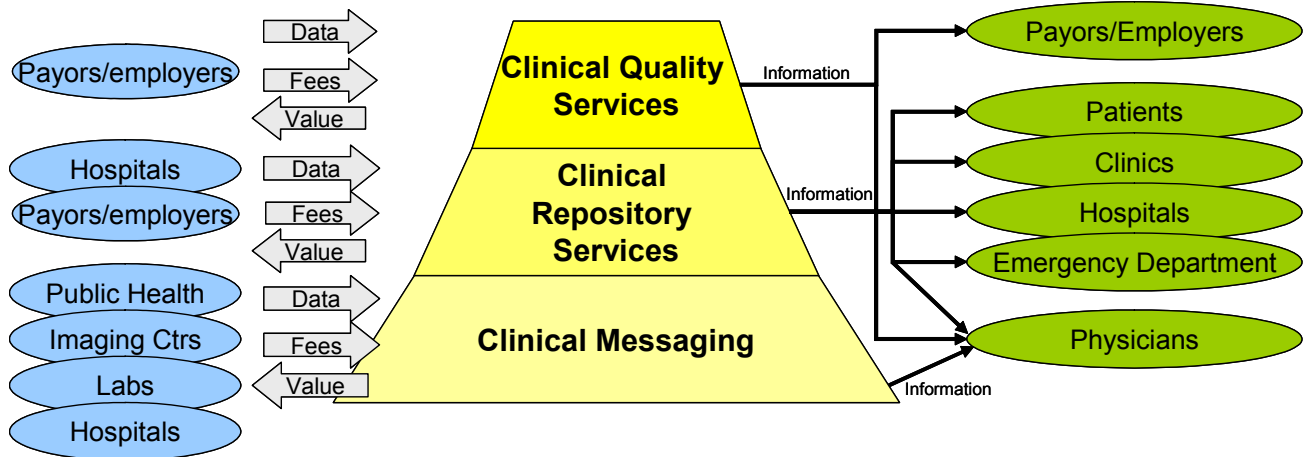 Payors/employers
Hospitals
Payors/employers
Public Health
Imaging Ctrs
Labs
Hospitals
Data
Fees
Value
Data
Fees
Value
Data
Fees
Value
Clinical Quality
Services
Clinical
Repository
Services
Clinical Messaging
Information
Information
Information
Payors/Employers
Patients
Clinics
Hospitals
Emergency Department
Physicians